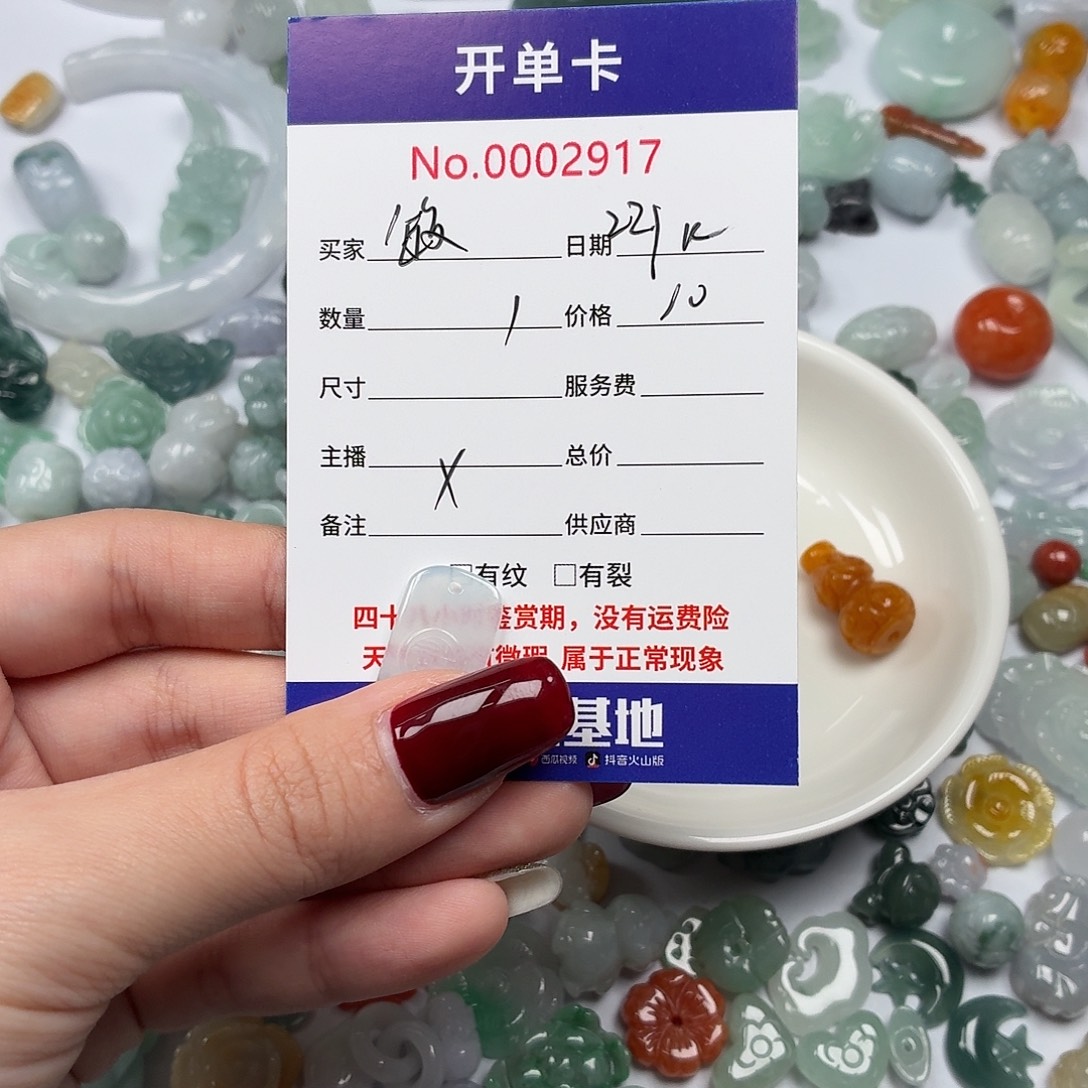 开单卡
No.0002917
买家 日期
数量 1 价格 10
尺寸 服务费
主播 X 总价
备注 供应商
有纹 □有裂
四十 鉴赏期，没有运费险
天 微瑕，属于正常现象
基地
西瓜视频 抖音火山版